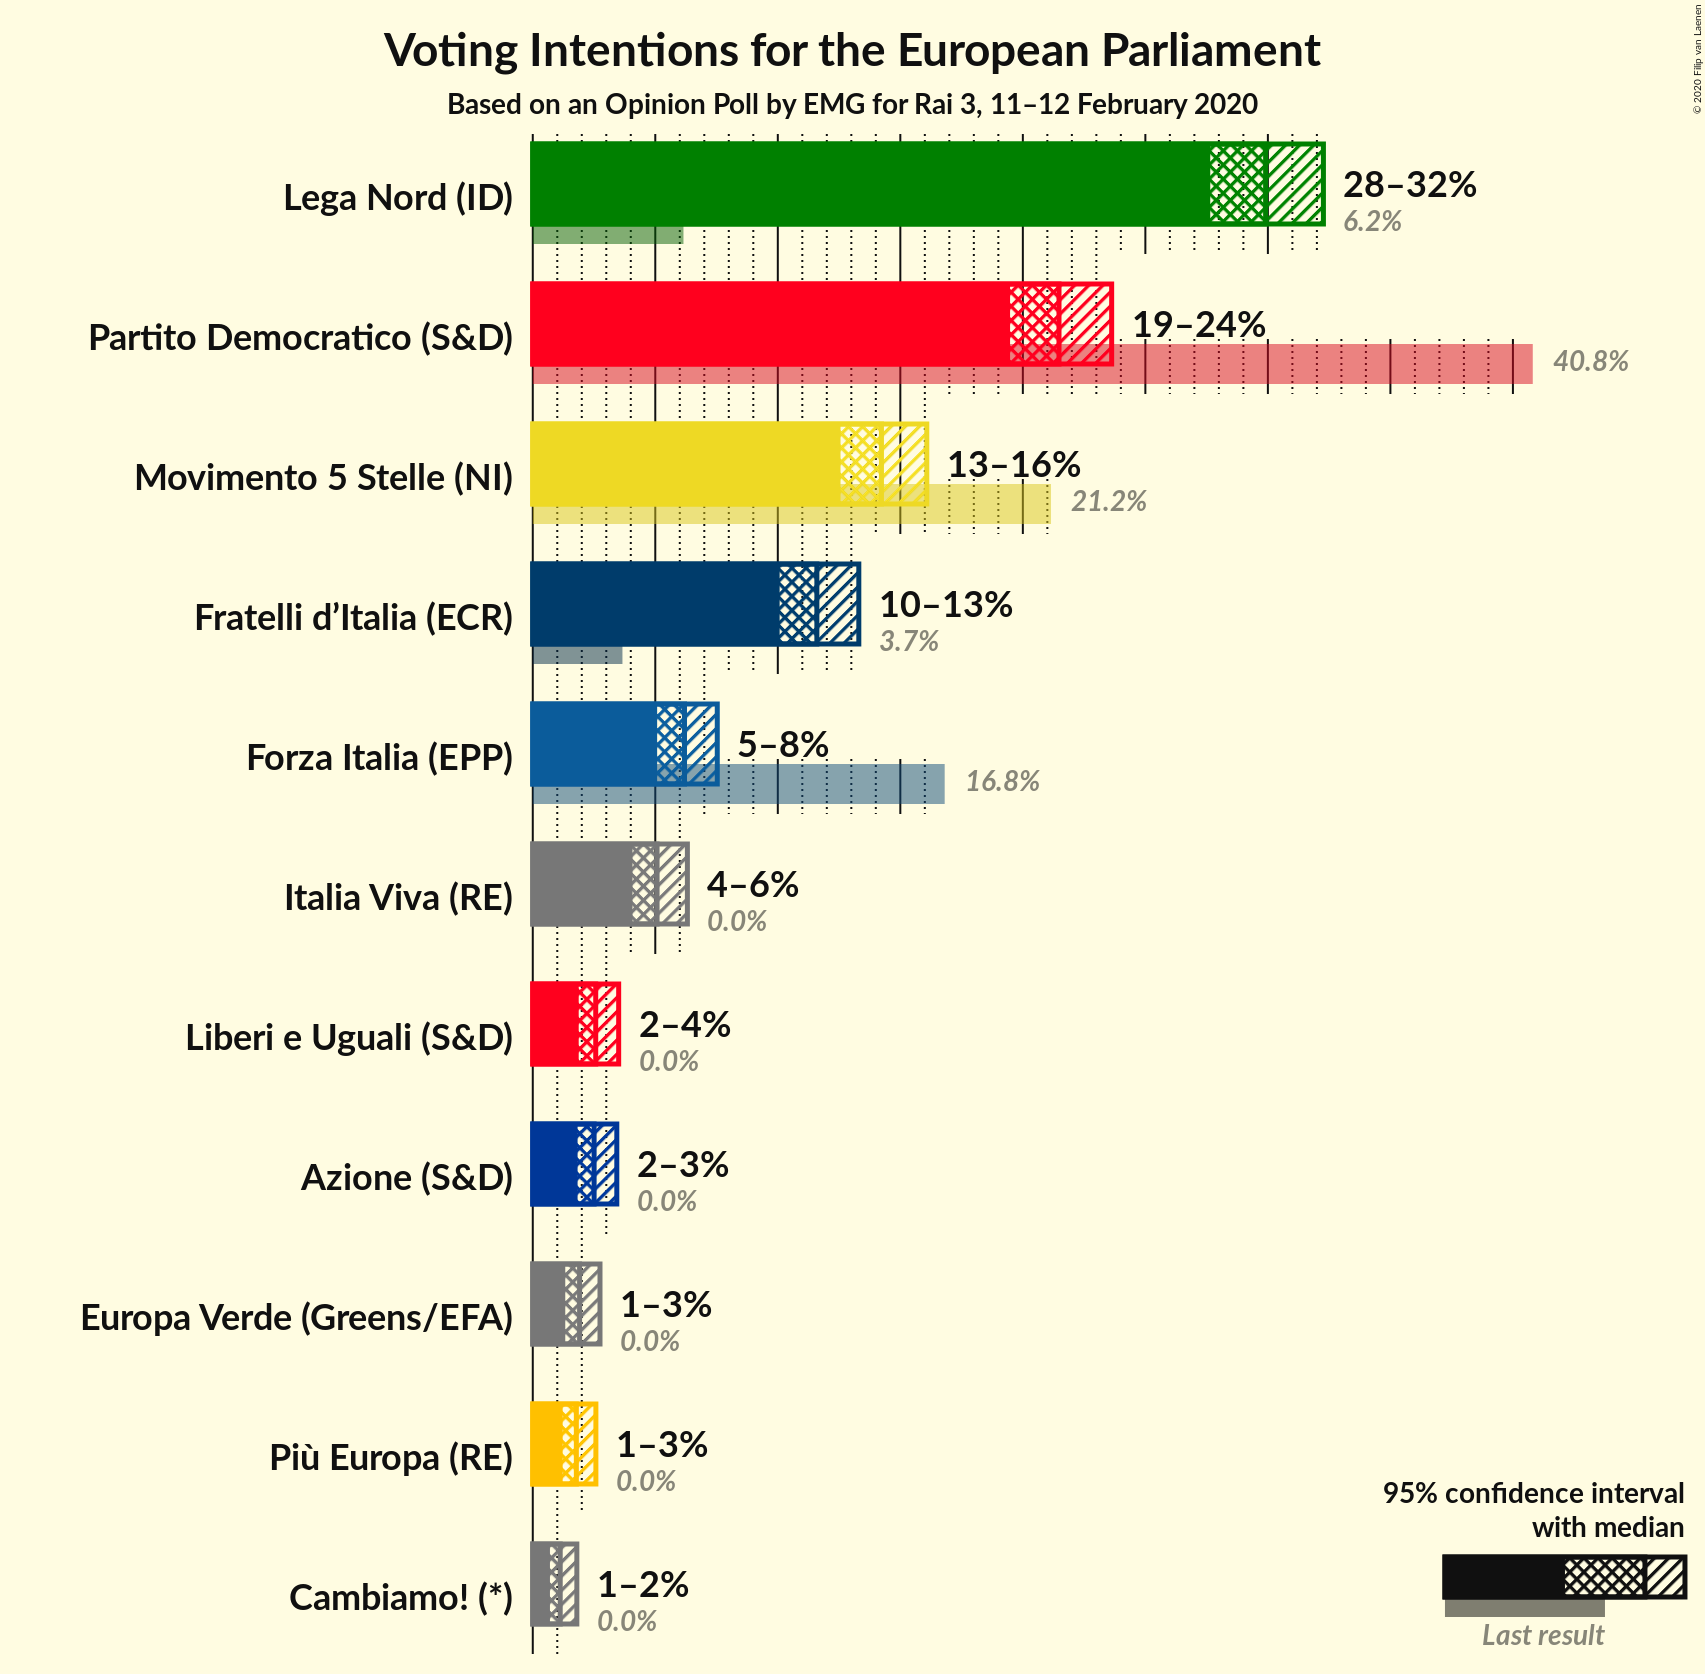 Voting Intentions for the European Parliament
Based on an Opinion Poll by EMG for Rai 3, 11–12 February 2020
© 2020 Filip van Laenen
Lega Nord (ID)
28–32%
6.2%
Partito Democratico (S&D)
19–24%
40.8%
Movimento 5 Stelle (NI)
13–16%
21.2%
Fratelli d’Italia (ECR)
10–13%
3.7%
Forza Italia (EPP)
5–8%
16.8%
Italia Viva (RE)
4–6%
0.0%
Liberi e Uguali (S&D)
2–4%
0.0%
Azione (S&D)
2–3%
0.0%
Europa Verde (Greens/EFA)
1–3%
0.0%
Più Europa (RE)
1–3%
0.0%
Cambiamo! (*)
1–2%
0.0%
95% confidence interval
with median
Last result